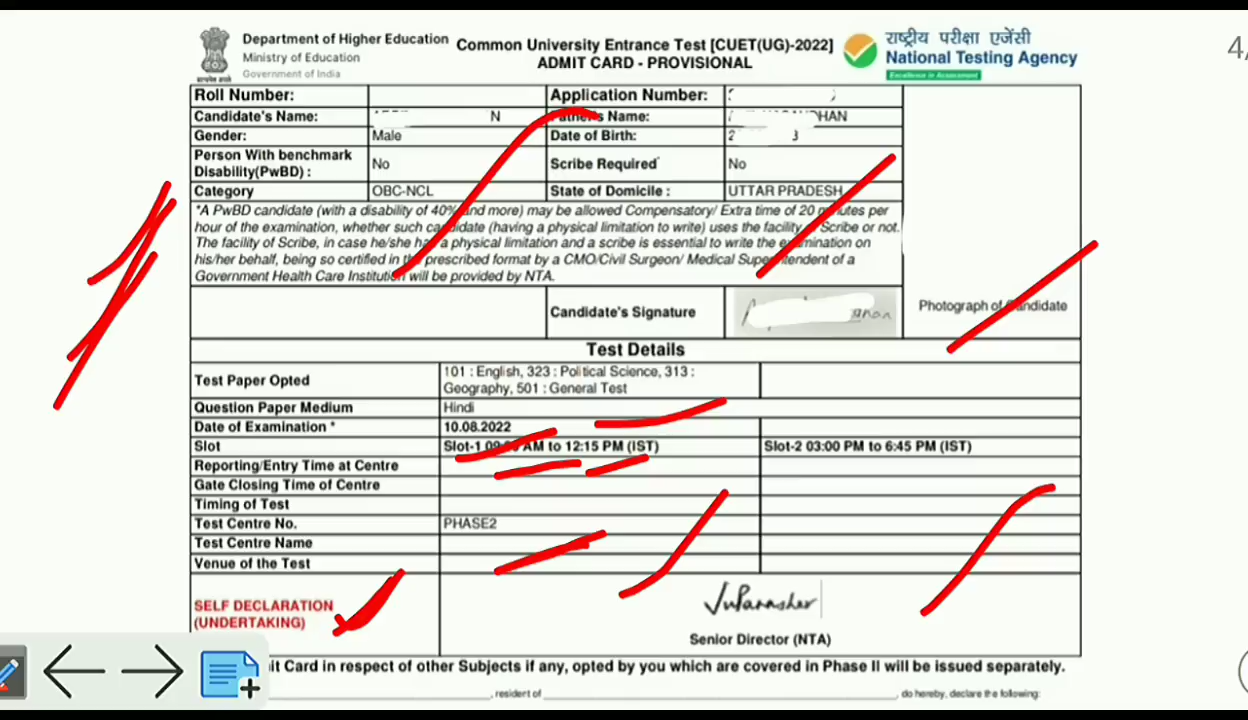 Department of Higher Education
Ministry of Education
Government of India
Common University Entrance Test [CUET(UG)-2022]
ADMIT CARD - PROVISIONAL
राष्ट्रीय परीक्षा एजेंसी
National Testing Agency
Excellence in Assessment
Roll Number: Application Number:
Candidate's Name: N Father's Name: HAN
Gender: Male Date of Birth: 2
Person With benchmark Disability(PwBD) : No Scribe Required No
Category OBC-NCL State of Domicile : UTTAR PRADESH
*A PwBD candidate (with a disability of 40% and more) may be allowed Compensatory/ Extra time of 20 minutes per
hour of the examination, whether such candidate (having a physical limitation to write) uses the facility of Scribe or not.
The facility of Scribe, in case he/she has a physical limitation and a scribe is essential to write the examination on
his/her behalf, being so certified in the prescribed format by a CMO/Civil Surgeon/ Medical Superintendent of a
Government Health Care Institution will be provided by NTA.
Candidate's Signature
Photograph of Candidate
Test Details
Test Paper Opted 101 : English, 323 : Political Science, 313 :
Geography, 501 : General Test
Question Paper Medium Hindi
Date of Examination * 10.08.2022
Slot Slot-1 AM to 12:15 PM (IST) Slot-2 03:00 PM to 6:45 PM (IST)
Reporting/Entry Time at Centre
Gate Closing Time of Centre
Timing of Test
Test Centre No. PHASE2
Test Centre Name
Venue of the Test
SELF DECLARATION
(UNDERTAKING)
Senior Director (NTA)
it Card in respect of other Subjects if any, opted by you which are covered in Phase II will be issued separately.
, resident of , do hereby, declare the following:
4/